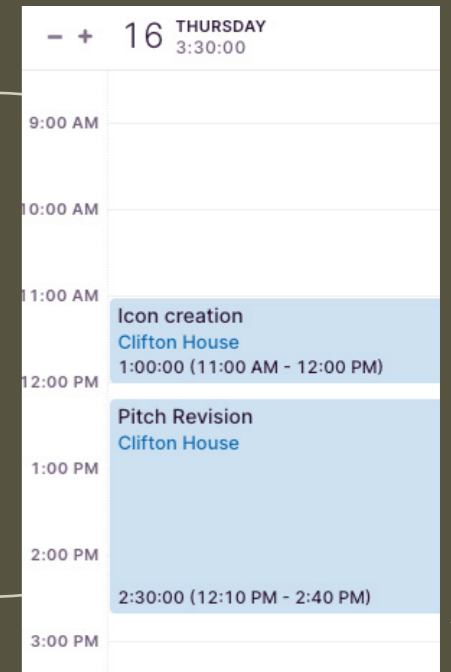 − + 16 THURSDAY
3:30:00
9:00 AM
10:00 AM
11:00 AM
Icon creation
Clifton House
1:00:00 (11:00 AM - 12:00 PM)
12:00 PM
Pitch Revision
Clifton House
1:00 PM
2:00 PM
2:30:00 (12:10 PM - 2:40 PM)
3:00 PM